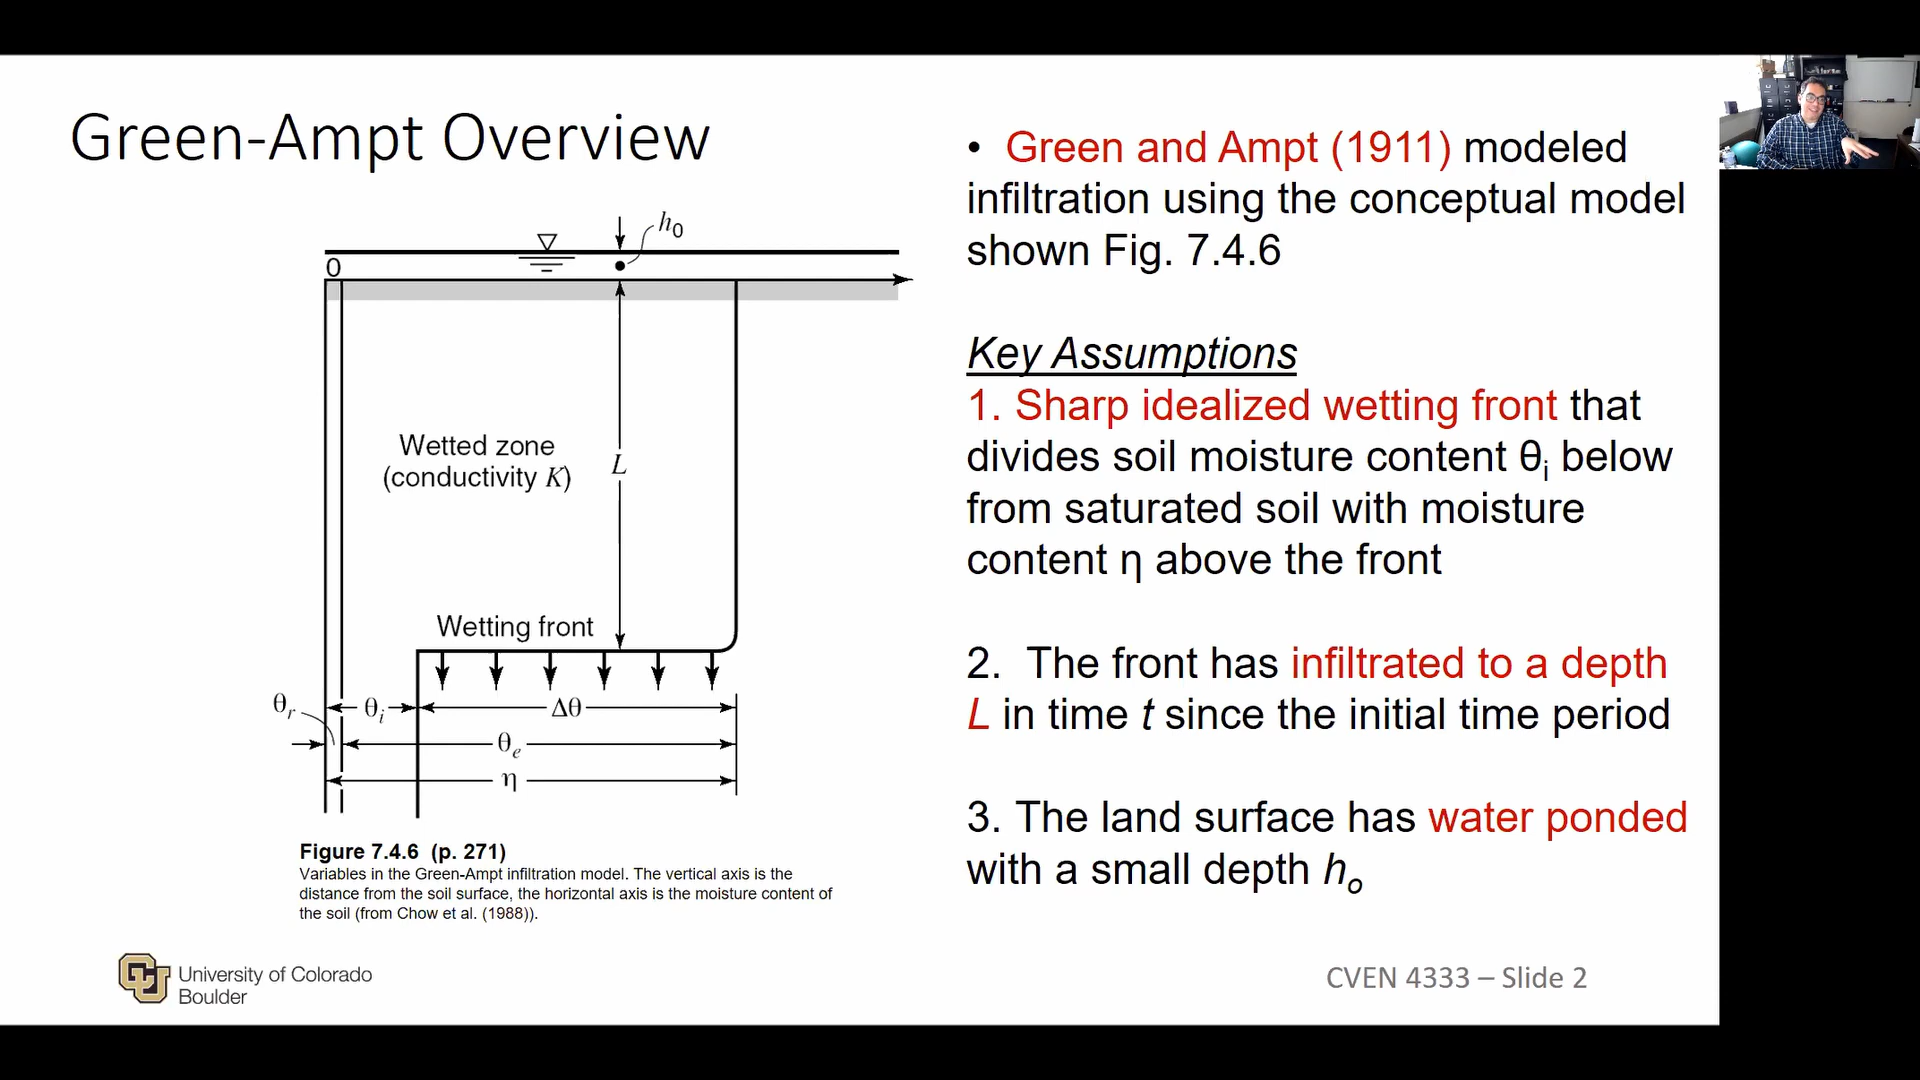 Green-Ampt Overview
h₀
0
Wetted zone
(conductivity K)
L
Wetting front
θᵣ
θᵢ
Δθ
θₑ
η
Figure 7.4.6 (p. 271)
Variables in the Green-Ampt infiltration model. The vertical axis is the
distance from the soil surface, the horizontal axis is the moisture content of
the soil (from Chow et al. (1988)).
• Green and Ampt (1911) modeled
infiltration using the conceptual model
shown Fig. 7.4.6
Key Assumptions
1. Sharp idealized wetting front that
divides soil moisture content θᵢ below
from saturated soil with moisture
content η above the front
2. The front has infiltrated to a depth
L in time t since the initial time period
3. The land surface has water ponded
with a small depth hₒ
CU
University of Colorado
Boulder
CVEN 4333 – Slide 2